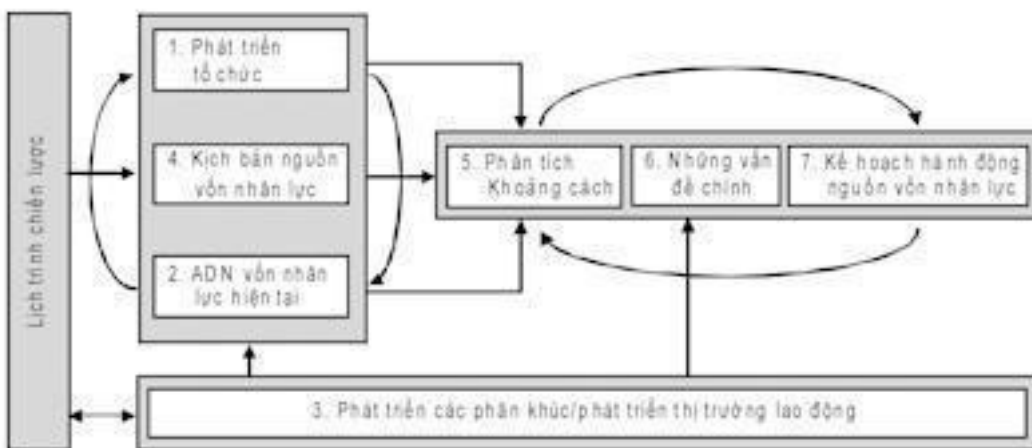 Lịch trình chiến lược
1. Phát triển
tổ chức
4. Kịch bản nguồn
vốn nhân lực
2. ADN vốn nhân
lực hiện tại
5. Phân tích
Khoảng cách
6. Những vấn
đề chính
7. Kế hoạch hành động
nguồn vốn nhân lực
3. Phát triển các phân khúc/phát triển thị trường lao động